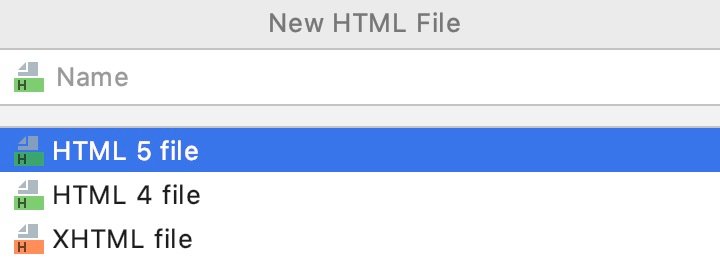 New HTML File
H Name
H HTML 5 file
H HTML 4 file
H XHTML file